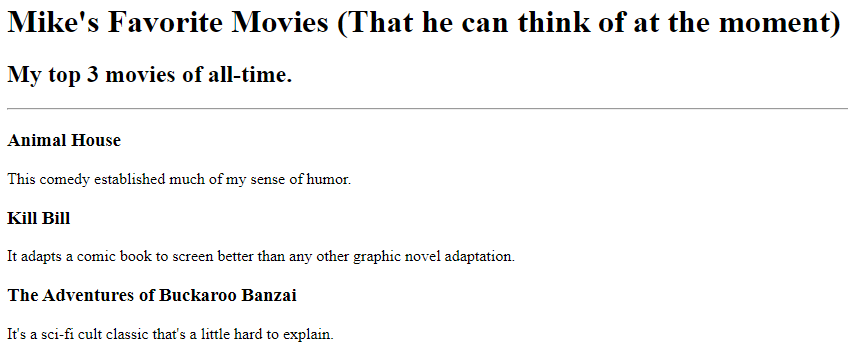 Mike's Favorite Movies (That he can think of at the moment)
My top 3 movies of all-time.
Animal House
This comedy established much of my sense of humor.
Kill Bill
It adapts a comic book to screen better than any other graphic novel adaptation.
The Adventures of Buckaroo Banzai
It's a sci-fi cult classic that's a little hard to explain.